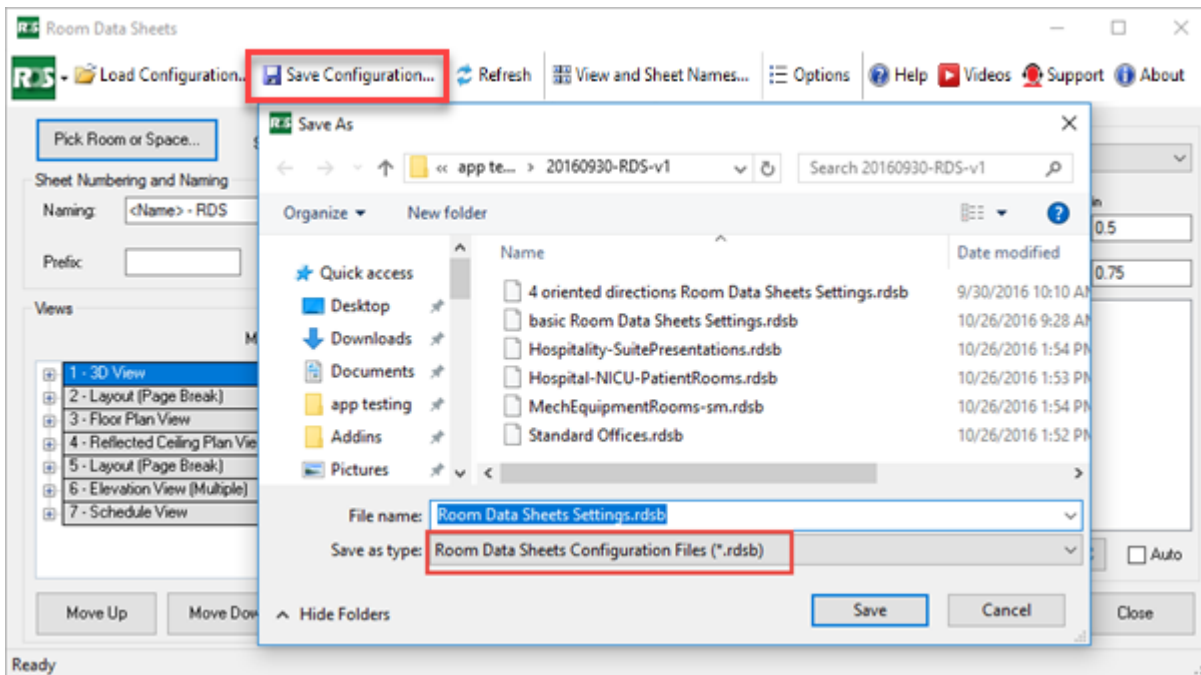 RDS Room Data Sheets
RDS Load Configuration... Save Configuration... Refresh View and Sheet Names... Options Help Videos Support About
Pick Room or Space...
RDS Save As
« app te... › 20160930-RDS-v1 Search 20160930-RDS-v1
Sheet Numbering and Naming
Naming: <Name> - RDS
Organize New folder
in
0.5
Prefix:
0.75
Name Date modified
Quick access
Desktop
Downloads
Documents
app testing
Addins
Pictures
4 oriented directions Room Data Sheets Settings.rdsb 9/30/2016 10:10 AM
basic Room Data Sheets Settings.rdsb 10/26/2016 9:28 AM
Hospitality-SuitePresentations.rdsb 10/26/2016 1:54 PM
Hospital-NICU-PatientRooms.rdsb 10/26/2016 1:53 PM
MechEquipmentRooms-sm.rdsb 10/26/2016 1:54 PM
Standard Offices.rdsb 10/26/2016 1:52 PM
Views
M
1 - 3D View
2 - Layout (Page Break)
3 - Floor Plan View
4 - Reflected Ceiling Plan Vie
5 - Layout (Page Break)
6 - Elevation View (Multiple)
7 - Schedule View
File name: Room Data Sheets Settings.rdsb
Save as type: Room Data Sheets Configuration Files (*.rdsb)
Auto
Move Up Move Dow
Hide Folders Save Cancel
Close
Ready